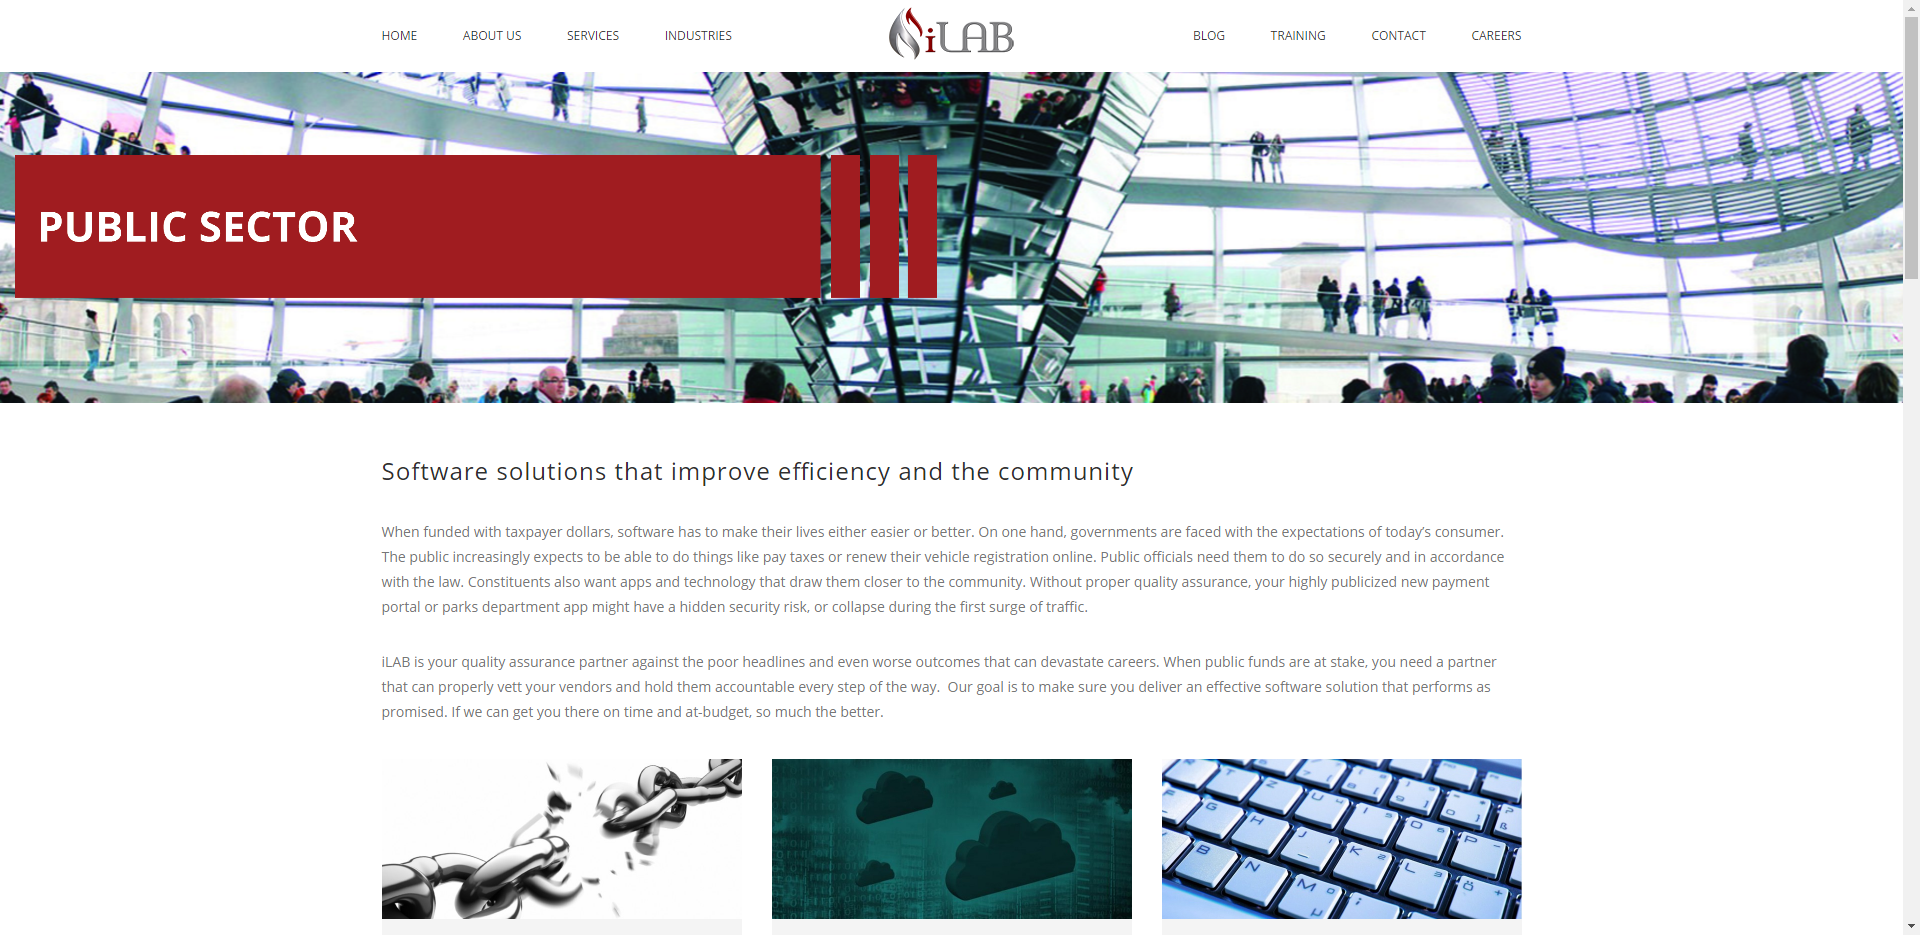 HOME ABOUT US SERVICES INDUSTRIES iLAB BLOG TRAINING CONTACT CAREERS
PUBLIC SECTOR
Software solutions that improve efficiency and the community
When funded with taxpayer dollars, software has to make their lives either easier or better. On one hand, governments are faced with the expectations of today’s consumer.
The public increasingly expects to be able to do things like pay taxes or renew their vehicle registration online. Public officials need them to do so securely and in accordance
with the law. Constituents also want apps and technology that draw them closer to the community. Without proper quality assurance, your highly publicized new payment
portal or parks department app might have a hidden security risk, or collapse during the first surge of traffic.
iLAB is your quality assurance partner against the poor headlines and even worse outcomes that can devastate careers. When public funds are at stake, you need a partner
that can properly vett your vendors and hold them accountable every step of the way.  Our goal is to make sure you deliver an effective software solution that performs as
promised. If we can get you there on time and at-budget, so much the better.
T Z U I O P
G H J K L Ö
B N M